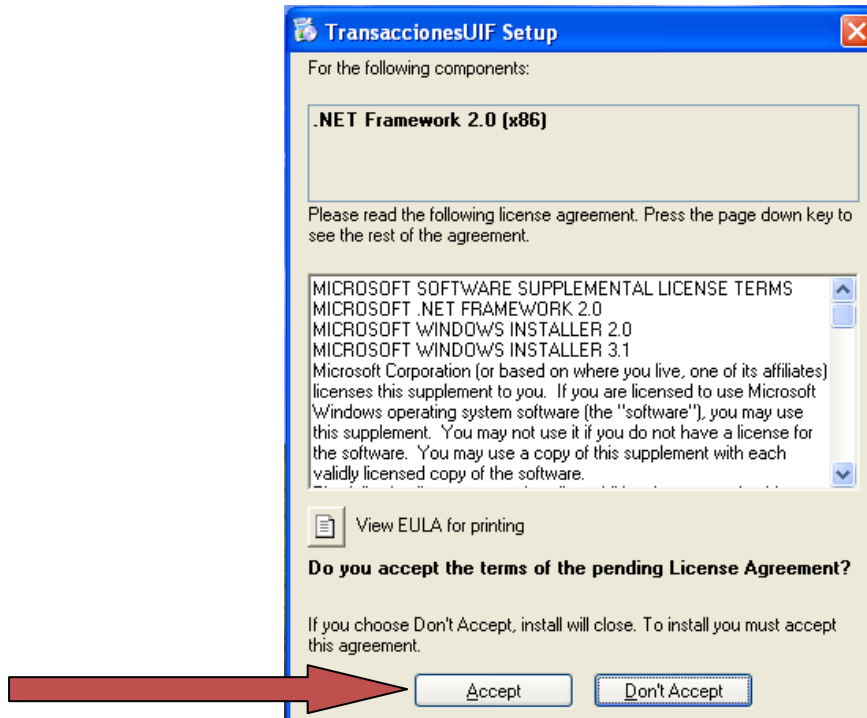 TransaccionesUIF Setup
For the following components:
.NET Framework 2.0 (x86)
Please read the following license agreement. Press the page down key to
see the rest of the agreement.
MICROSOFT SOFTWARE SUPPLEMENTAL LICENSE TERMS
MICROSOFT .NET FRAMEWORK 2.0
MICROSOFT WINDOWS INSTALLER 2.0
MICROSOFT WINDOWS INSTALLER 3.1
Microsoft Corporation (or based on where you live, one of its affiliates)
licenses this supplement to you.  If you are licensed to use Microsoft
Windows operating system software (the "software"), you may use
this supplement.  You may not use it if you do not have a license for
the software.  You may use a copy of this supplement with each
validly licensed copy of the software.
View EULA for printing
Do you accept the terms of the pending License Agreement?
If you choose Don't Accept, install will close. To install you must accept
this agreement.
Accept
Don't Accept